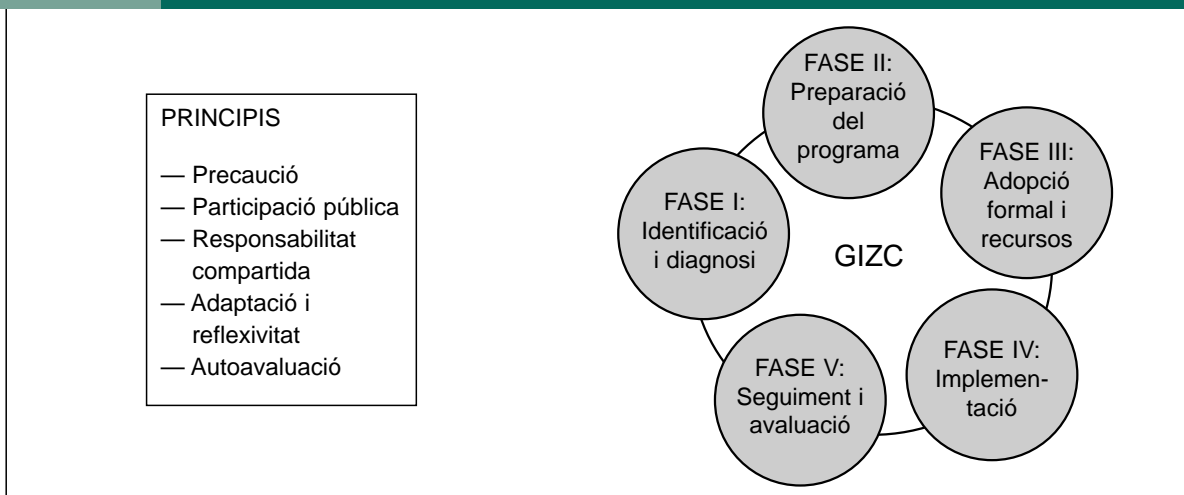 PRINCIPIS
— Precaució
— Participació pública
— Responsabilitat
compartida
— Adaptació i
reflexivitat
— Autoavaluació
FASE I:
Identificació
i diagnosi
FASE II:
Preparació
del
programa
FASE III:
Adopció
formal i
recursos
FASE IV:
Implemen-
tació
FASE V:
Seguiment i
avaluació
GIZC